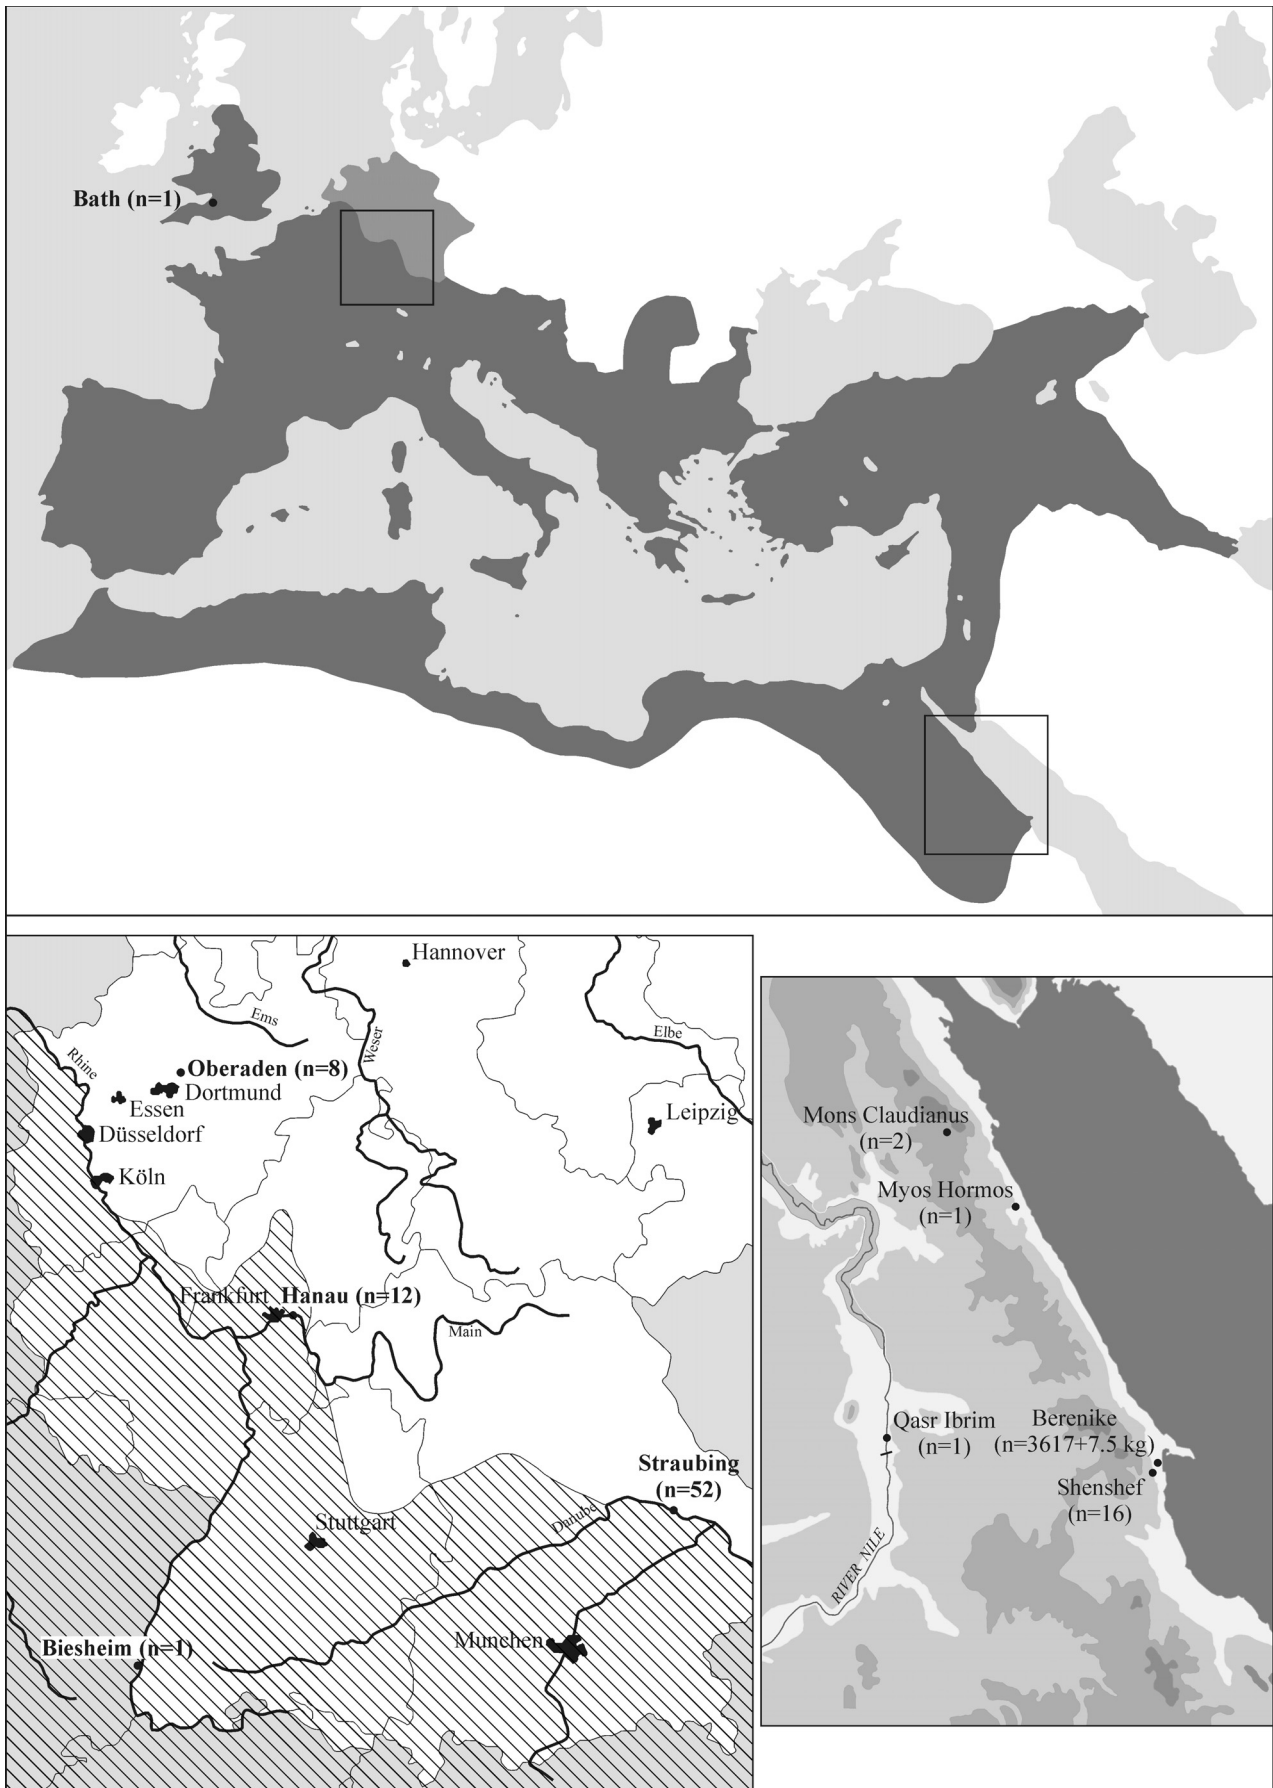 Bath (n=1)
Hannover
Ems
Weser
Elbe
Rhine
Oberaden (n=8)
Dortmund
Essen
Leipzig
Düsseldorf
Köln
Frankfurt
Hanau (n=12)
Main
Straubing
(n=52)
Stuttgart
Danube
Munchen
Biesheim (n=1)
Mons Claudianus
(n=2)
Myos Hormos
(n=1)
Qasr Ibrim
(n=1)
Berenike
(n=3617+7.5 kg)
Shenshef
(n=16)
RIVER NILE